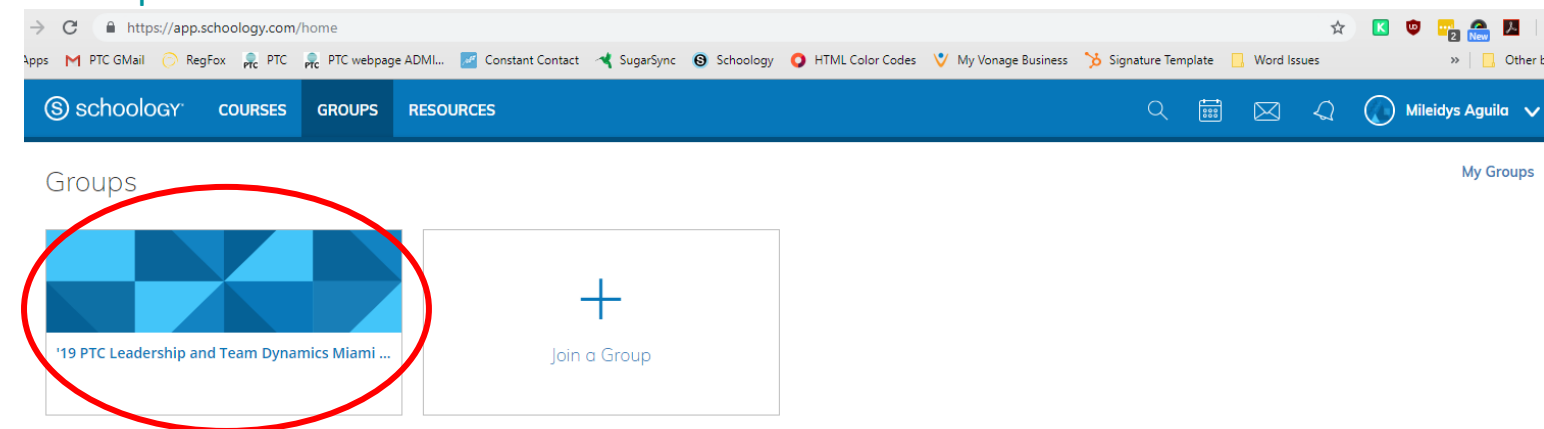 https://app.schoology.com/home
Apps PTC GMail RegFox PTC PTC webpage ADMI... Constant Contact SugarSync Schoology HTML Color Codes My Vonage Business Signature Template Word Issues » Other b
schoology COURSES GROUPS RESOURCES Mileidys Aguila
Groups My Groups
'19 PTC Leadership and Team Dynamics Miami ...
Join a Group